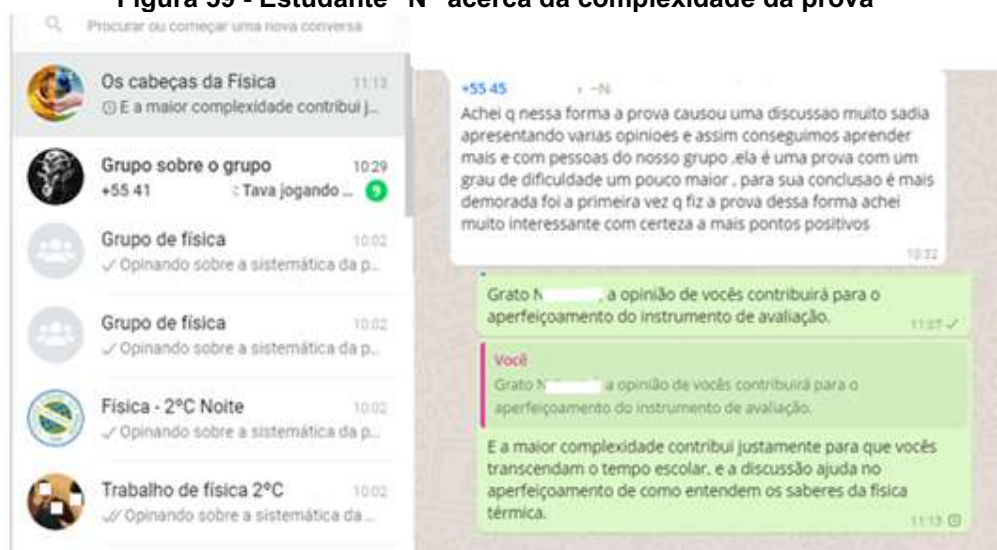 Figura 59 - Estudante "N" acerca da complexidade da prova
Procurar ou começar uma nova conversa
Os cabeças da Física 11:13
E a maior complexidade contribui j...
Grupo sobre o grupo 10:29
+55 41 : Tava jogando ...
Grupo de física 10:02
Opinando sobre a sistemática da p...
Grupo de física 10:02
Opinando sobre a sistemática da p...
Física - 2ºC Noite 10:02
Opinando sobre a sistemática da p...
Trabalho de física 2ºC 10:02
Opinando sobre a sistemática da ...
+55 45 ~N
Achei q nessa forma a prova causou uma discussao muito sadia
apresentando varias opinioes e assim conseguimos aprender
mais e com pessoas do nosso grupo .ela é uma prova com um
grau de dificuldade um pouco maior , para sua conclusao é mais
demorada foi a primeira vez q fiz a prova dessa forma achei
muito interessante com certeza a mais pontos positivos
10:32
Grato N , a opinião de vocês contribuirá para o
aperfeiçoamento do instrumento de avaliação. 11:07
Você
Grato N a opinião de vocês contribuirá para o
aperfeiçoamento do instrumento de avaliação.
E a maior complexidade contribui justamente para que vocês
transcendam o tempo escolar, e a discussão ajuda no
aperfeiçoamento de como entendem os saberes da física
térmica. 11:13